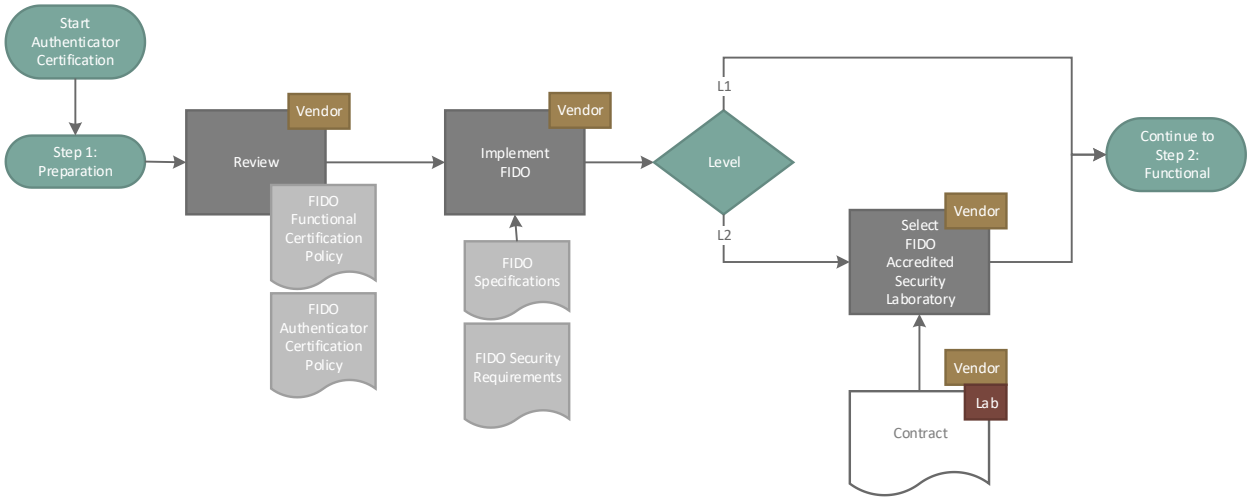 Start
Authenticator
Certification
Step 1:
Preparation
Vendor
Review
FIDO
Functional
Certification
Policy
FIDO
Authenticator
Certification
Policy
Vendor
Implement
FIDO
FIDO
Specifications
FIDO Security
Requirements
Level
L1
L2
Vendor
Select
FIDO
Accredited
Security
Laboratory
Vendor
Lab
Contract
Continue to
Step 2:
Functional